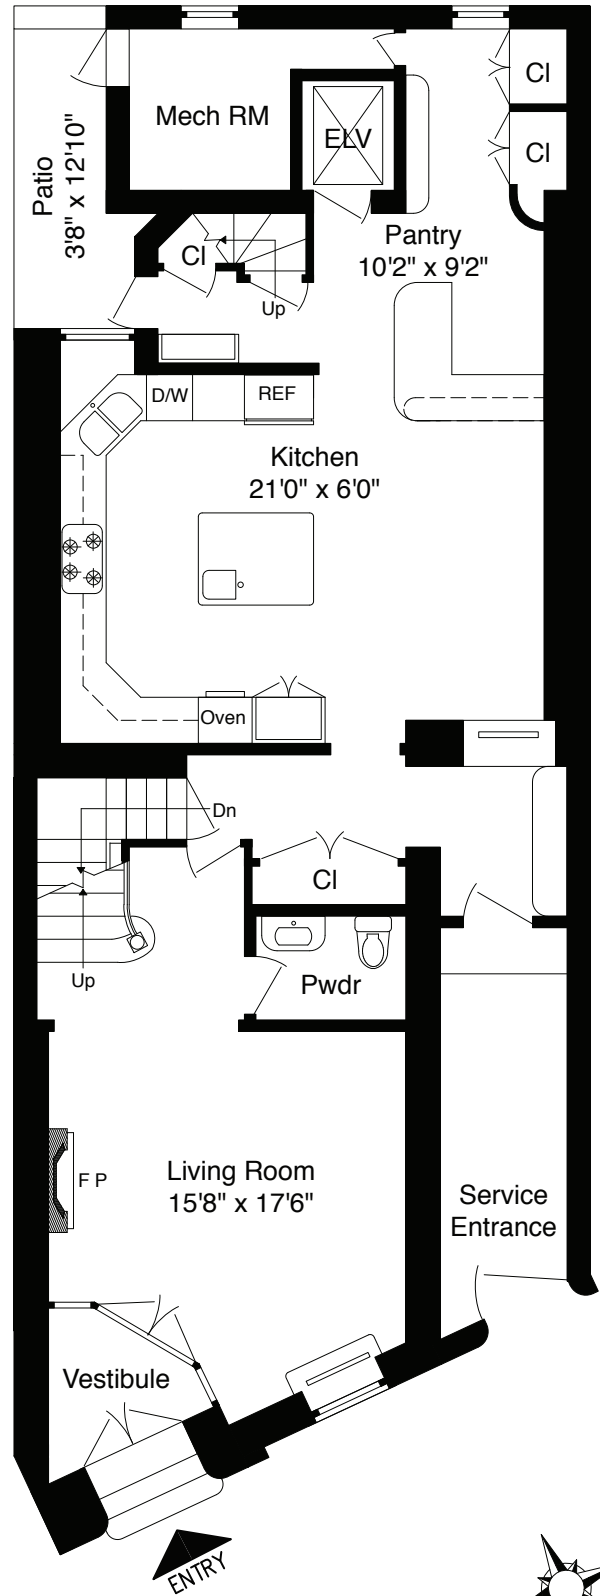 Cl
Mech RM
ELV
Cl
Patio
3'8" x 12'10"
Pantry
10'2" x 9'2"
Cl
Up
D/W
REF
Kitchen
21'0" x 6'0"
Oven
Dn
Cl
Up
Pwdr
F P
Living Room
15'8" x 17'6"
Service
Entrance
Vestibule
ENTRY